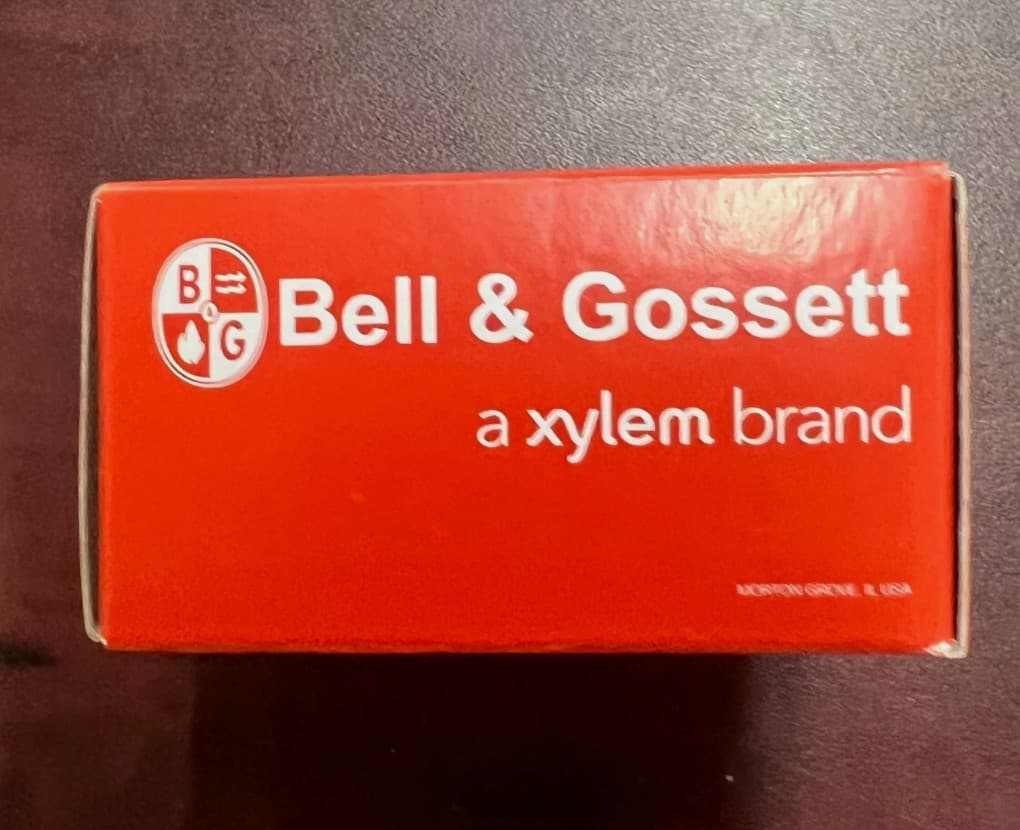 B
G
Bell & Gossett
a xylem brand
MORTON GROVE, IL USA